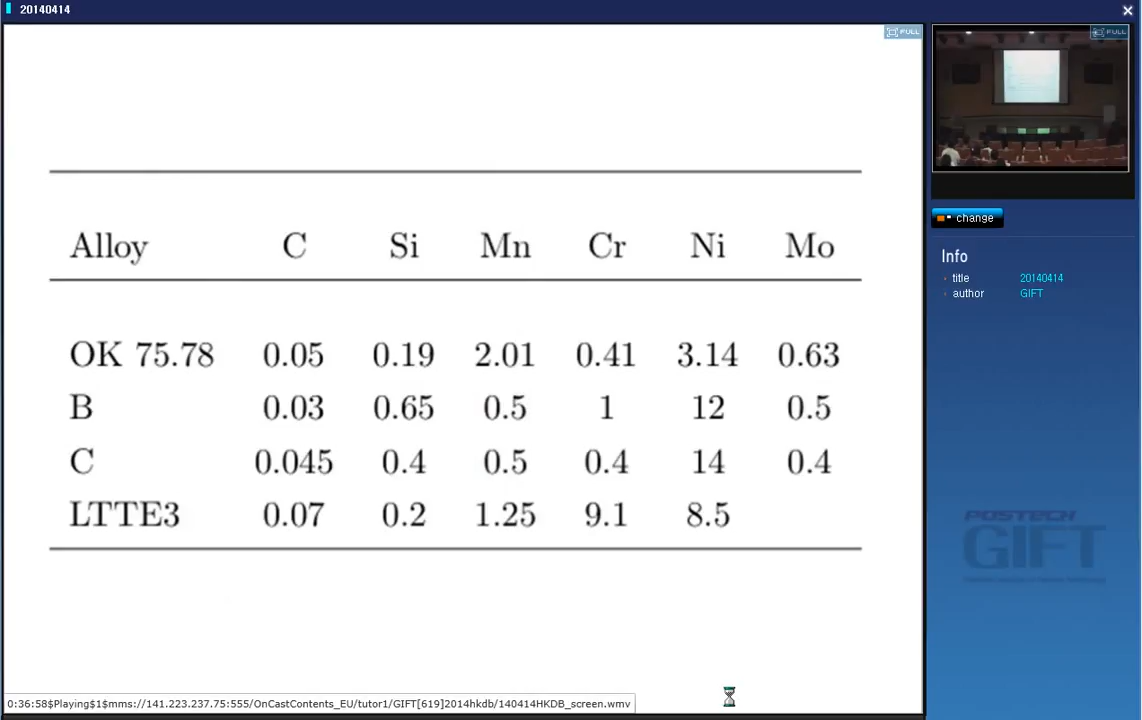 20140414
FULL
FULL
Alloy C Si Mn Cr Ni Mo
OK 75.78 0.05 0.19 2.01 0.41 3.14 0.63
B 0.03 0.65 0.5 1 12 0.5
C 0.045 0.4 0.5 0.4 14 0.4
LTTE3 0.07 0.2 1.25 9.1 8.5
change
Info
title 20140414
author GIFT
POSTECH
GIFT
0:36:58$Playing$1$mms://141.223.237.75:555/OnCastContents_EU/tutor1/GIFT[619]2014hkdb/140414HKDB_screen.wmv